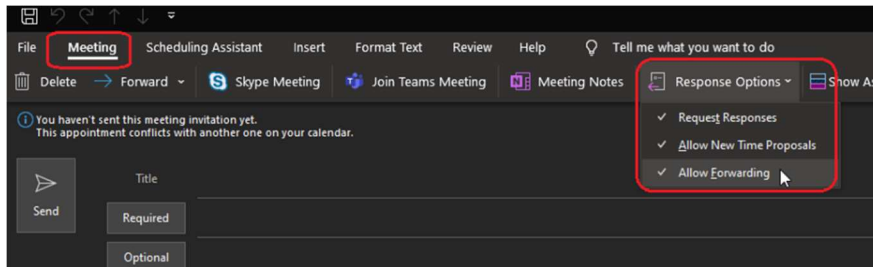 File Meeting Scheduling Assistant Insert Format Text Review Help Tell me what you want to do
Delete Forward Skype Meeting Join Teams Meeting Meeting Notes Response Options Show As
You haven't sent this meeting invitation yet.
This appointment conflicts with another one on your calendar.
Request Responses
Allow New Time Proposals
Allow Forwarding
Title
Send
Required
Optional